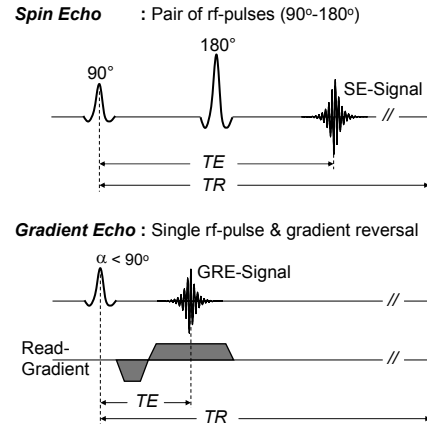 Spin Echo : Pair of rf-pulses (90º-180º)
180°
90°
SE-Signal
//
TE
TR
Gradient Echo : Single rf-pulse & gradient reversal
α < 90º
GRE-Signal
//
Read-
Gradient
//
TE
TR